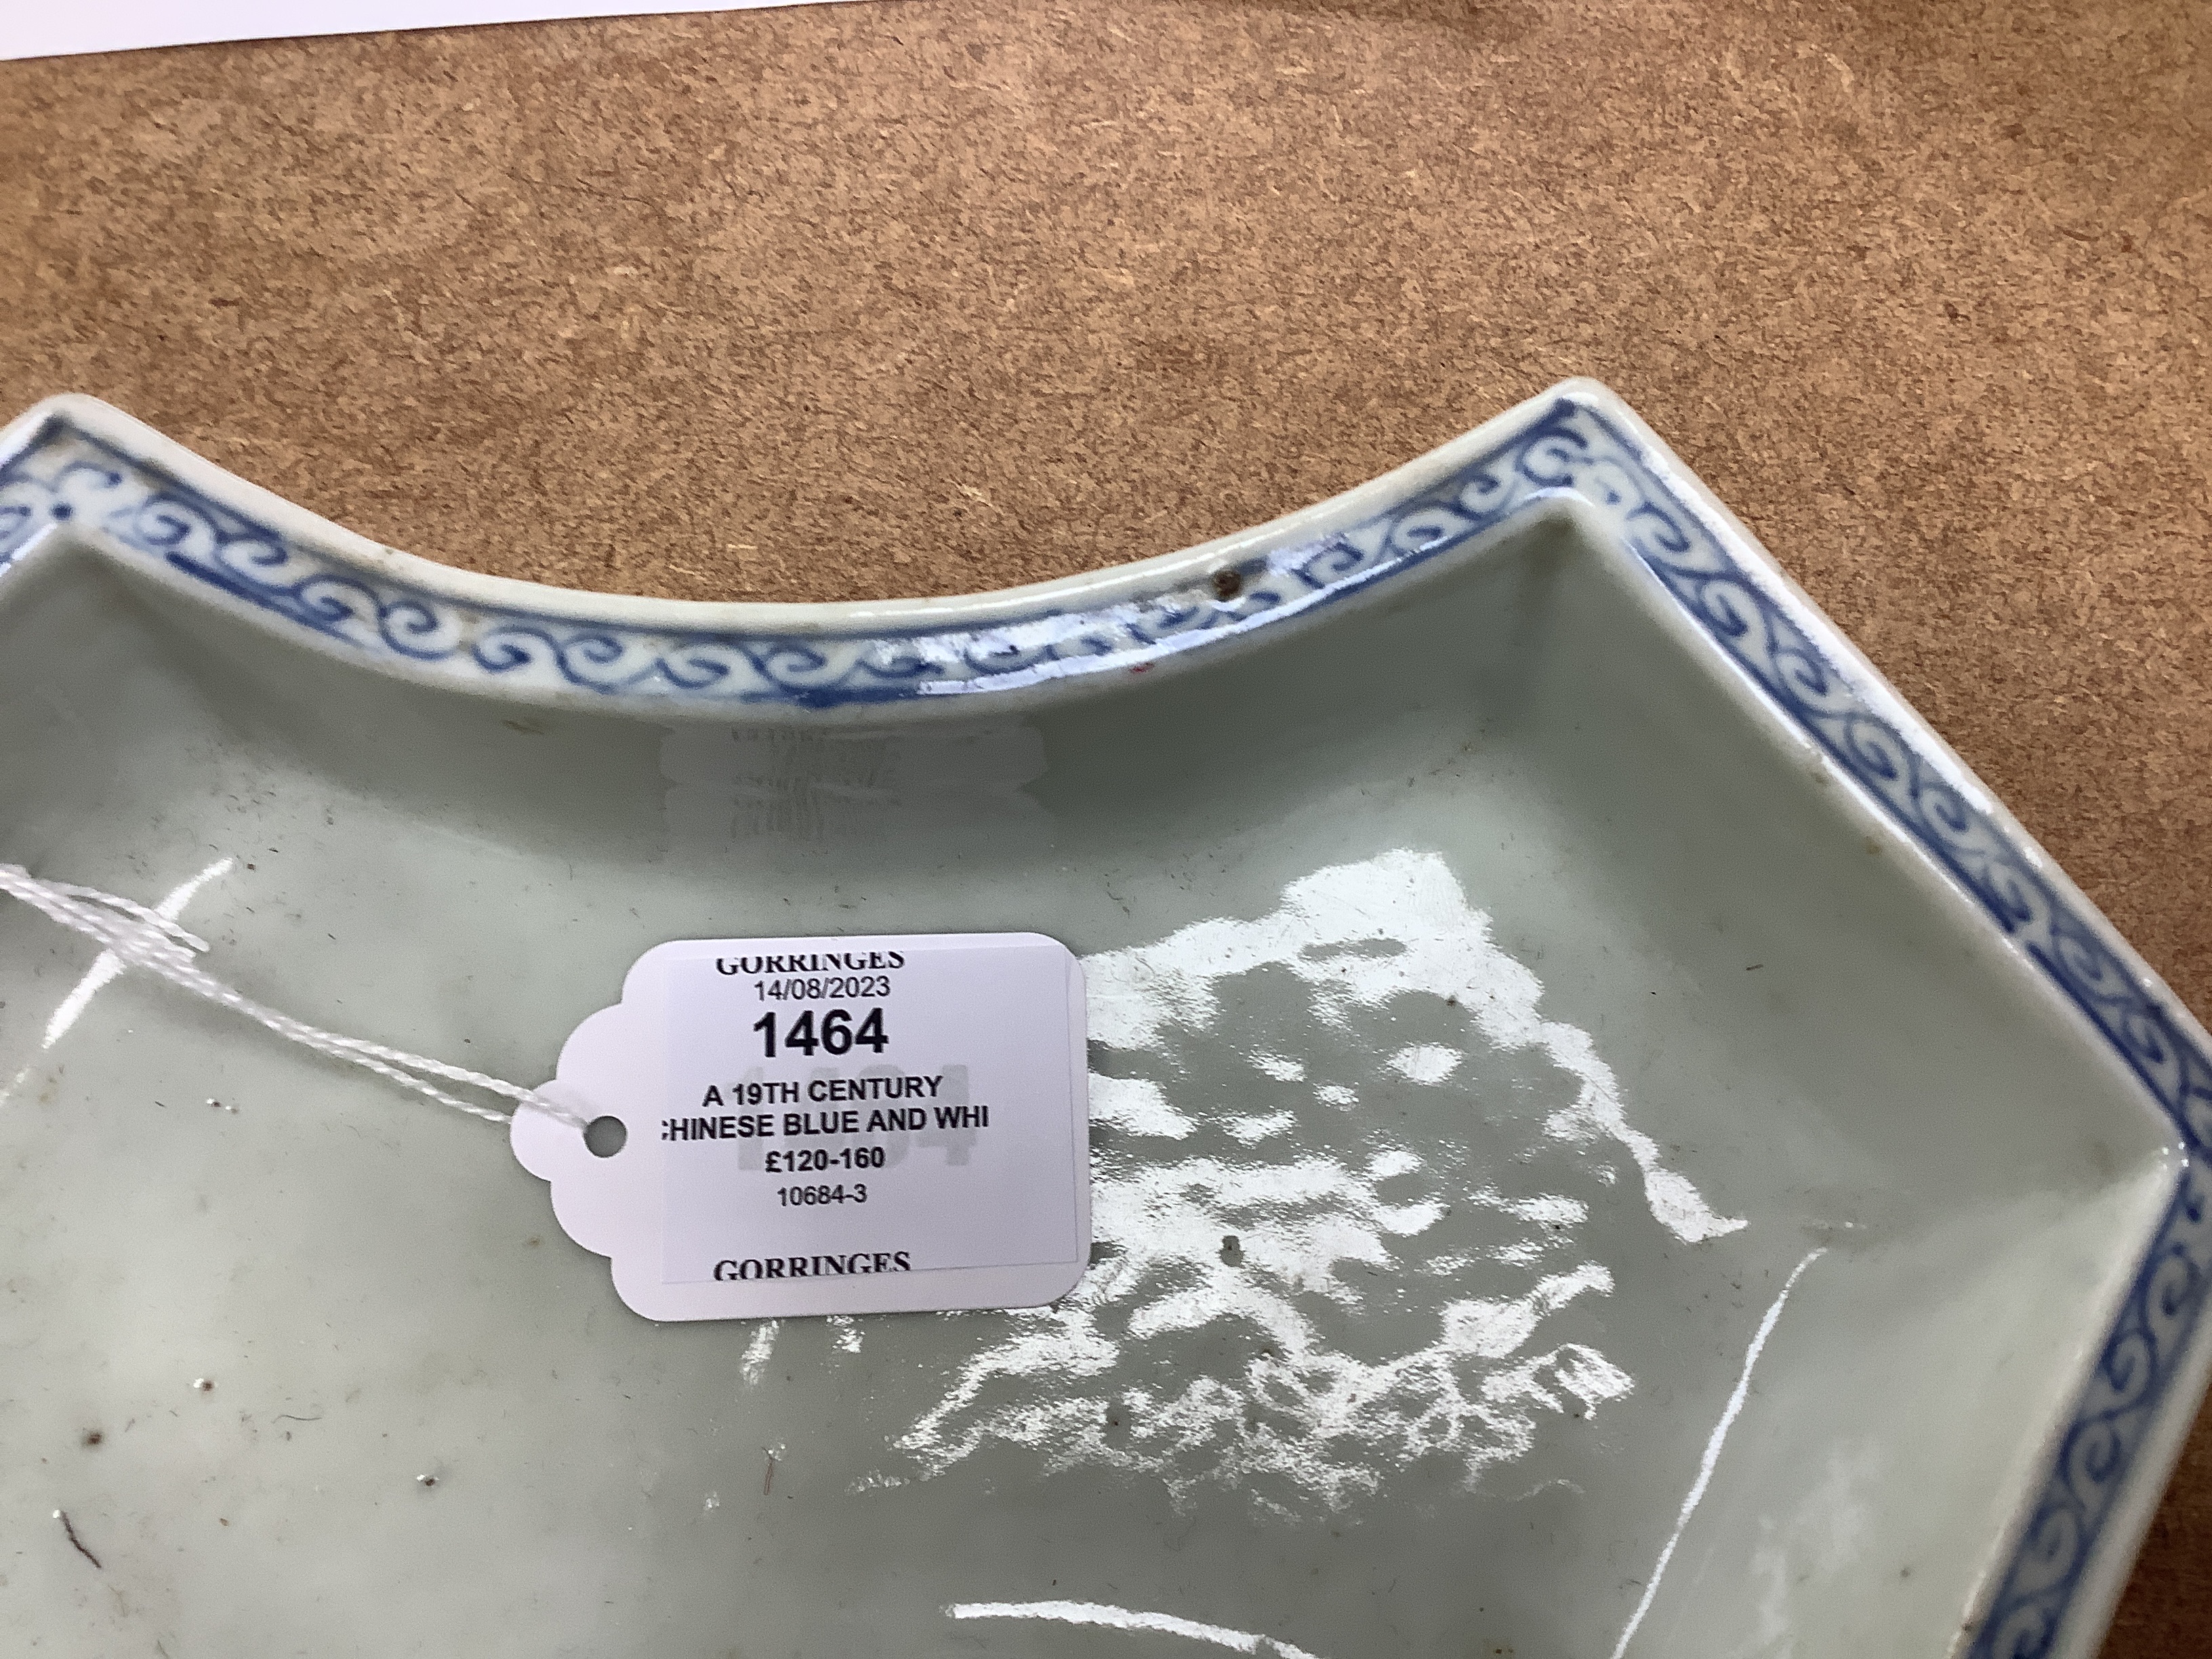 GORRINGES
14/08/2023
1464
A 19TH CENTURY
CHINESE BLUE AND WHI
£120-160
10684-3
GORRINGES